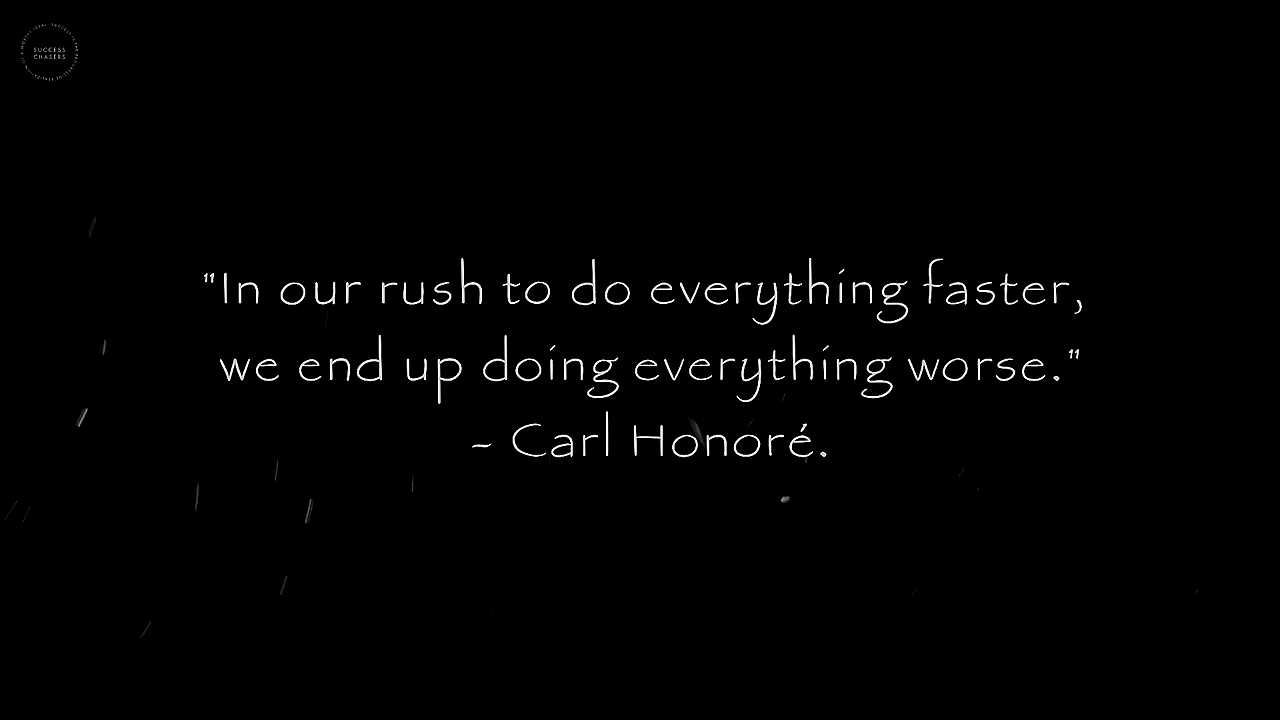 SUCCESS
CHASERS
"In our rush to do everything faster,
we end up doing everything worse."
- Carl Honoré.